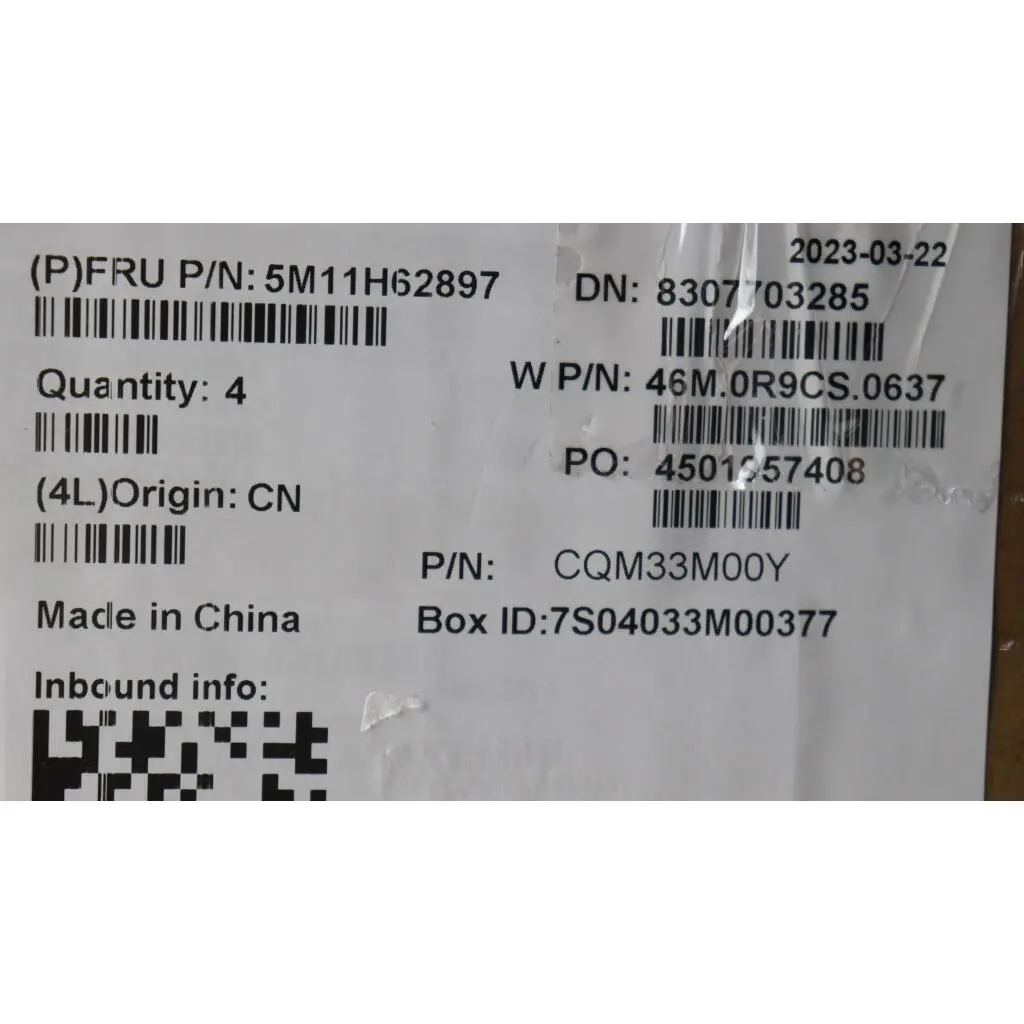 2023-03-22
(P)FRU P/N: 5M11H62897
DN: 8307703285
Quantity: 4
W P/N: 46M.0R9CS.0637
PO: 4501957408
(4L)Origin: CN
P/N: CQM33M00Y
Made in China
Box ID:7S04033M00377
Inbound info: